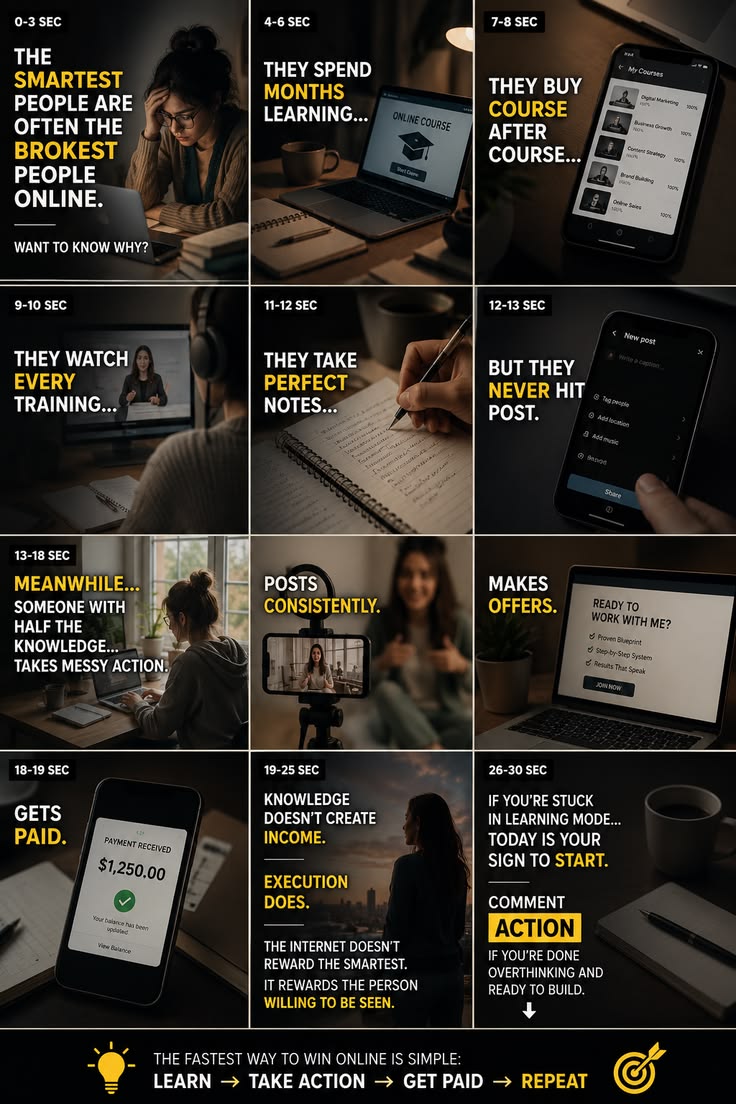 0-3 SEC
THE
SMARTEST
PEOPLE ARE
OFTEN THE
BROKEST
PEOPLE
ONLINE.
WANT TO KNOW WHY?
4-6 SEC
THEY SPEND
MONTHS
LEARNING...
ONLINE COURSE
Start Course
7-8 SEC
THEY BUY
COURSE
AFTER
COURSE...
My Courses
Digital Marketing
100%
Business Growth
100%
Content Strategy
100%
Brand Building
100%
Online Sales
100%
9-10 SEC
THEY WATCH
EVERY
TRAINING...
11-12 SEC
THEY TAKE
PERFECT
NOTES...
12-13 SEC
BUT THEY
NEVER HIT
POST.
New post
Write a caption...
Tag people
Add location
Add music
Share
13-18 SEC
MEANWHILE...
SOMEONE WITH
HALF THE
KNOWLEDGE...
TAKES MESSY ACTION.
POSTS
CONSISTENTLY.
MAKES
OFFERS.
READY TO
WORK WITH ME?
Proven Blueprint
Step-by-Step System
Results That Speak
JOIN NOW
18-19 SEC
GETS
PAID.
PAYMENT RECEIVED
$1,250.00
Your balance has been
updated.
View Balance
19-25 SEC
KNOWLEDGE
DOESN'T CREATE
INCOME.
EXECUTION
DOES.
THE INTERNET DOESN'T
REWARD THE SMARTEST.
IT REWARDS THE PERSON
WILLING TO BE SEEN.
26-30 SEC
IF YOU'RE STUCK
IN LEARNING MODE...
TODAY IS YOUR
SIGN TO START.
COMMENT
ACTION
IF YOU'RE DONE
OVERTHINKING AND
READY TO BUILD.
THE FASTEST WAY TO WIN ONLINE IS SIMPLE:
LEARN → TAKE ACTION → GET PAID → REPEAT